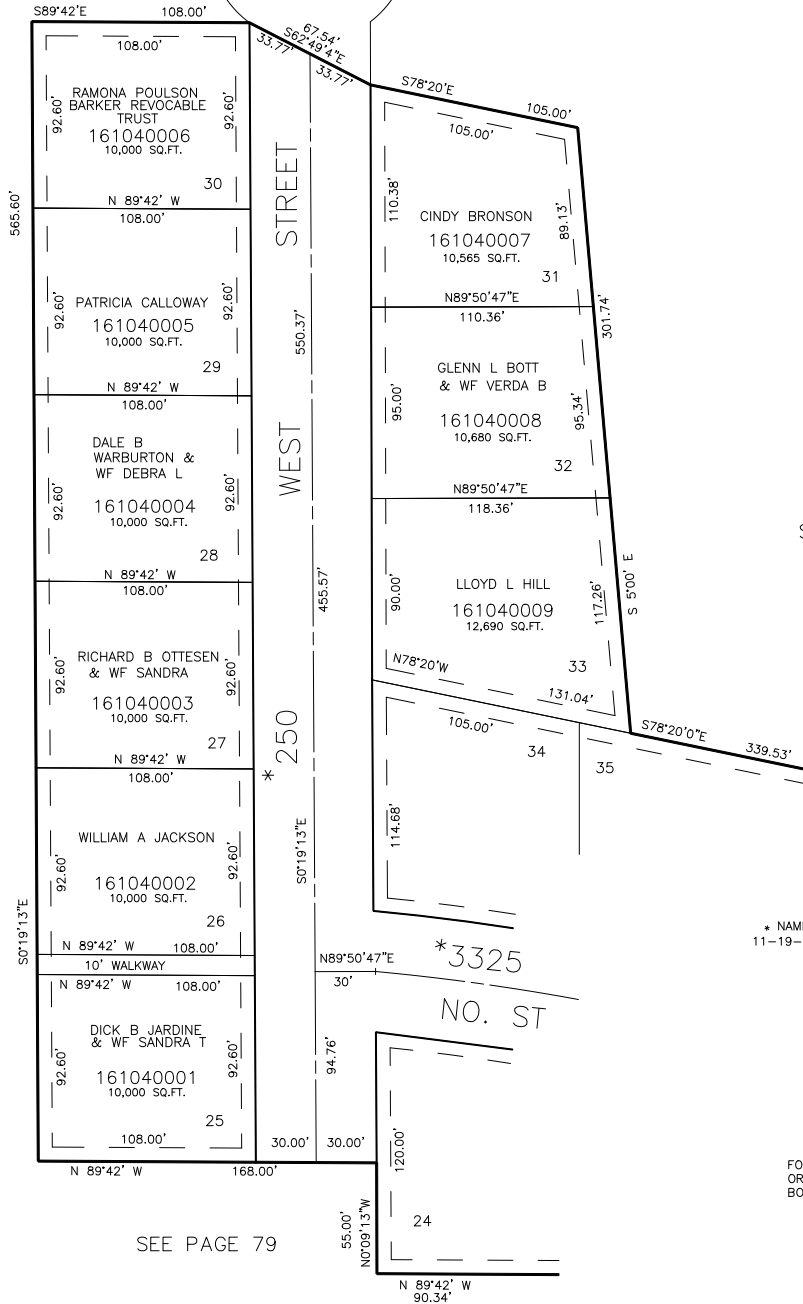 S89°42'E 108.00'
108.00'
92.60'
RAMONA POULSON
BARKER REVOCABLE
TRUST
161040006
10,000 SQ.FT.
92.60'
30
N 89°42' W
108.00'
565.60'
92.60'
PATRICIA CALLOWAY
161040005
10,000 SQ.FT.
92.60'
29
N 89°42' W
108.00'
92.60'
DALE B
WARBURTON &
WF DEBRA L
161040004
10,000 SQ.FT.
92.60'
28
N 89°42' W
108.00'
92.60'
RICHARD B OTTESEN
& WF SANDRA
161040003
10,000 SQ.FT.
92.60'
27
N 89°42' W
108.00'
92.60'
WILLIAM A JACKSON
161040002
10,000 SQ.FT.
92.60'
26
S0°19'13"E
N 89°42' W 108.00'
10' WALKWAY
N 89°42' W 108.00'
92.60'
DICK B JARDINE
& WF SANDRA T
161040001
10,000 SQ.FT.
92.60'
25
108.00'
N 89°42' W 168.00'
30.00' 30.00'
SEE PAGE 79
67.54'
S62°49'4"E
33.77'
33.77'
* 250 WEST STREET
550.37'
455.57'
S0°19'13"E
94.76'
S78°20'E 105.00'
105.00'
110.38'
CINDY BRONSON
161040007
10,565 SQ.FT.
89.13'
31
N89°50'47"E
110.36'
301.74'
95.00'
GLENN L BOTT
& WF VERDA B
161040008
10,680 SQ.FT.
95.34'
32
N89°50'47"E
118.36'
90.00'
LLOYD L HILL
161040009
12,690 SQ.FT.
117.26'
S 5°00' E
33
N78°20'W
131.04'
105.00'
S78°20'0"E 339.53'
34
35
114.68'
N89°50'47"E
30'
*3325
NO. ST
120.00'
24
55.00'
N0°09'13"W
N 89°42' W
90.34'
S
* NAM
11-19-
FO
OR
BO